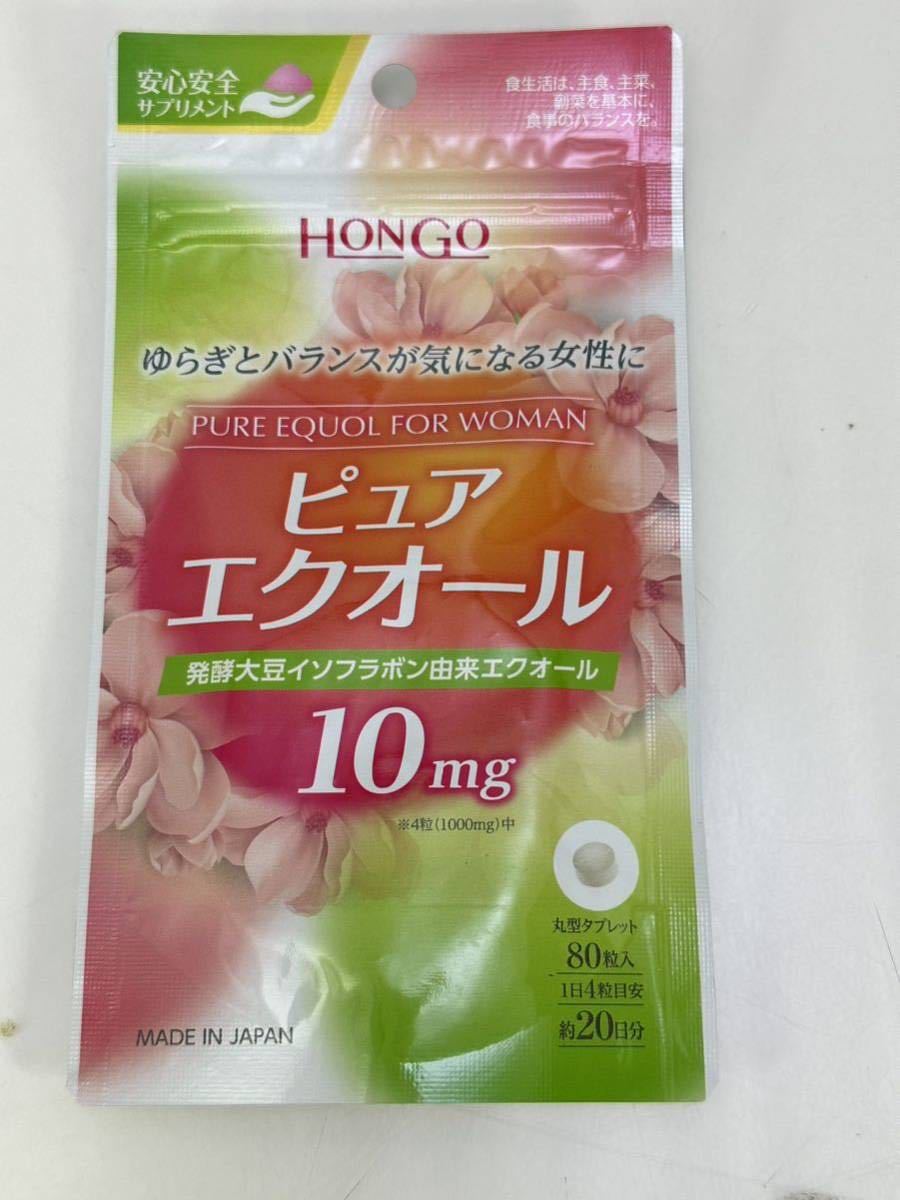 安心安全
サプリメント
食生活は、主食、主菜、
副菜を基本に、
食事のバランスを。
HONGO
ゆらぎとバランスが気になる女性に
PURE EQUOL FOR WOMAN
ピュア
エクオール
発酵大豆イソフラボン由来エクオール
10mg
※4粒(1000mg)中
丸型タブレット
80粒入
1日4粒目安
約20日分
MADE IN JAPAN